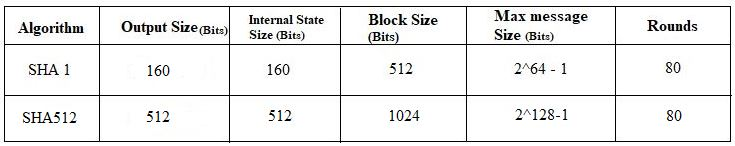 Algorithm Output Size (Bits) Internal State Size (Bits) Block Size (Bits) Max message Size (Bits) Rounds
SHA 1 160 160 512 2^64 - 1 80
SHA512 512 512 1024 2^128-1 80